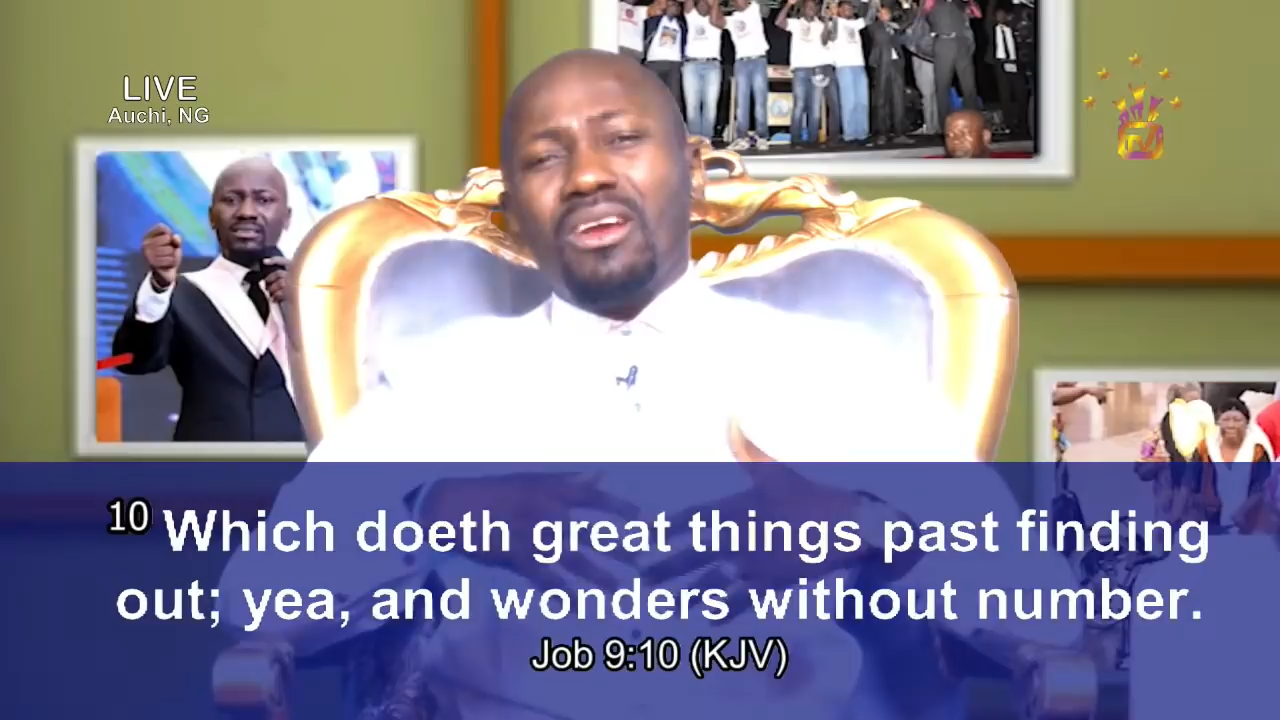 LIVE
Auchi, NG
10 Which doeth great things past finding
out; yea, and wonders without number.
Job 9:10 (KJV)